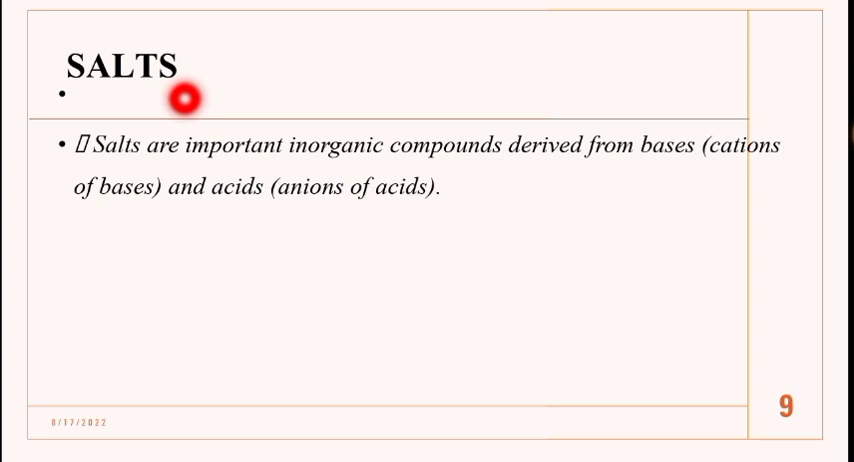 SALTS
•
• Salts are important inorganic compounds derived from bases (cations
of bases) and acids (anions of acids).
8/17/2022
9